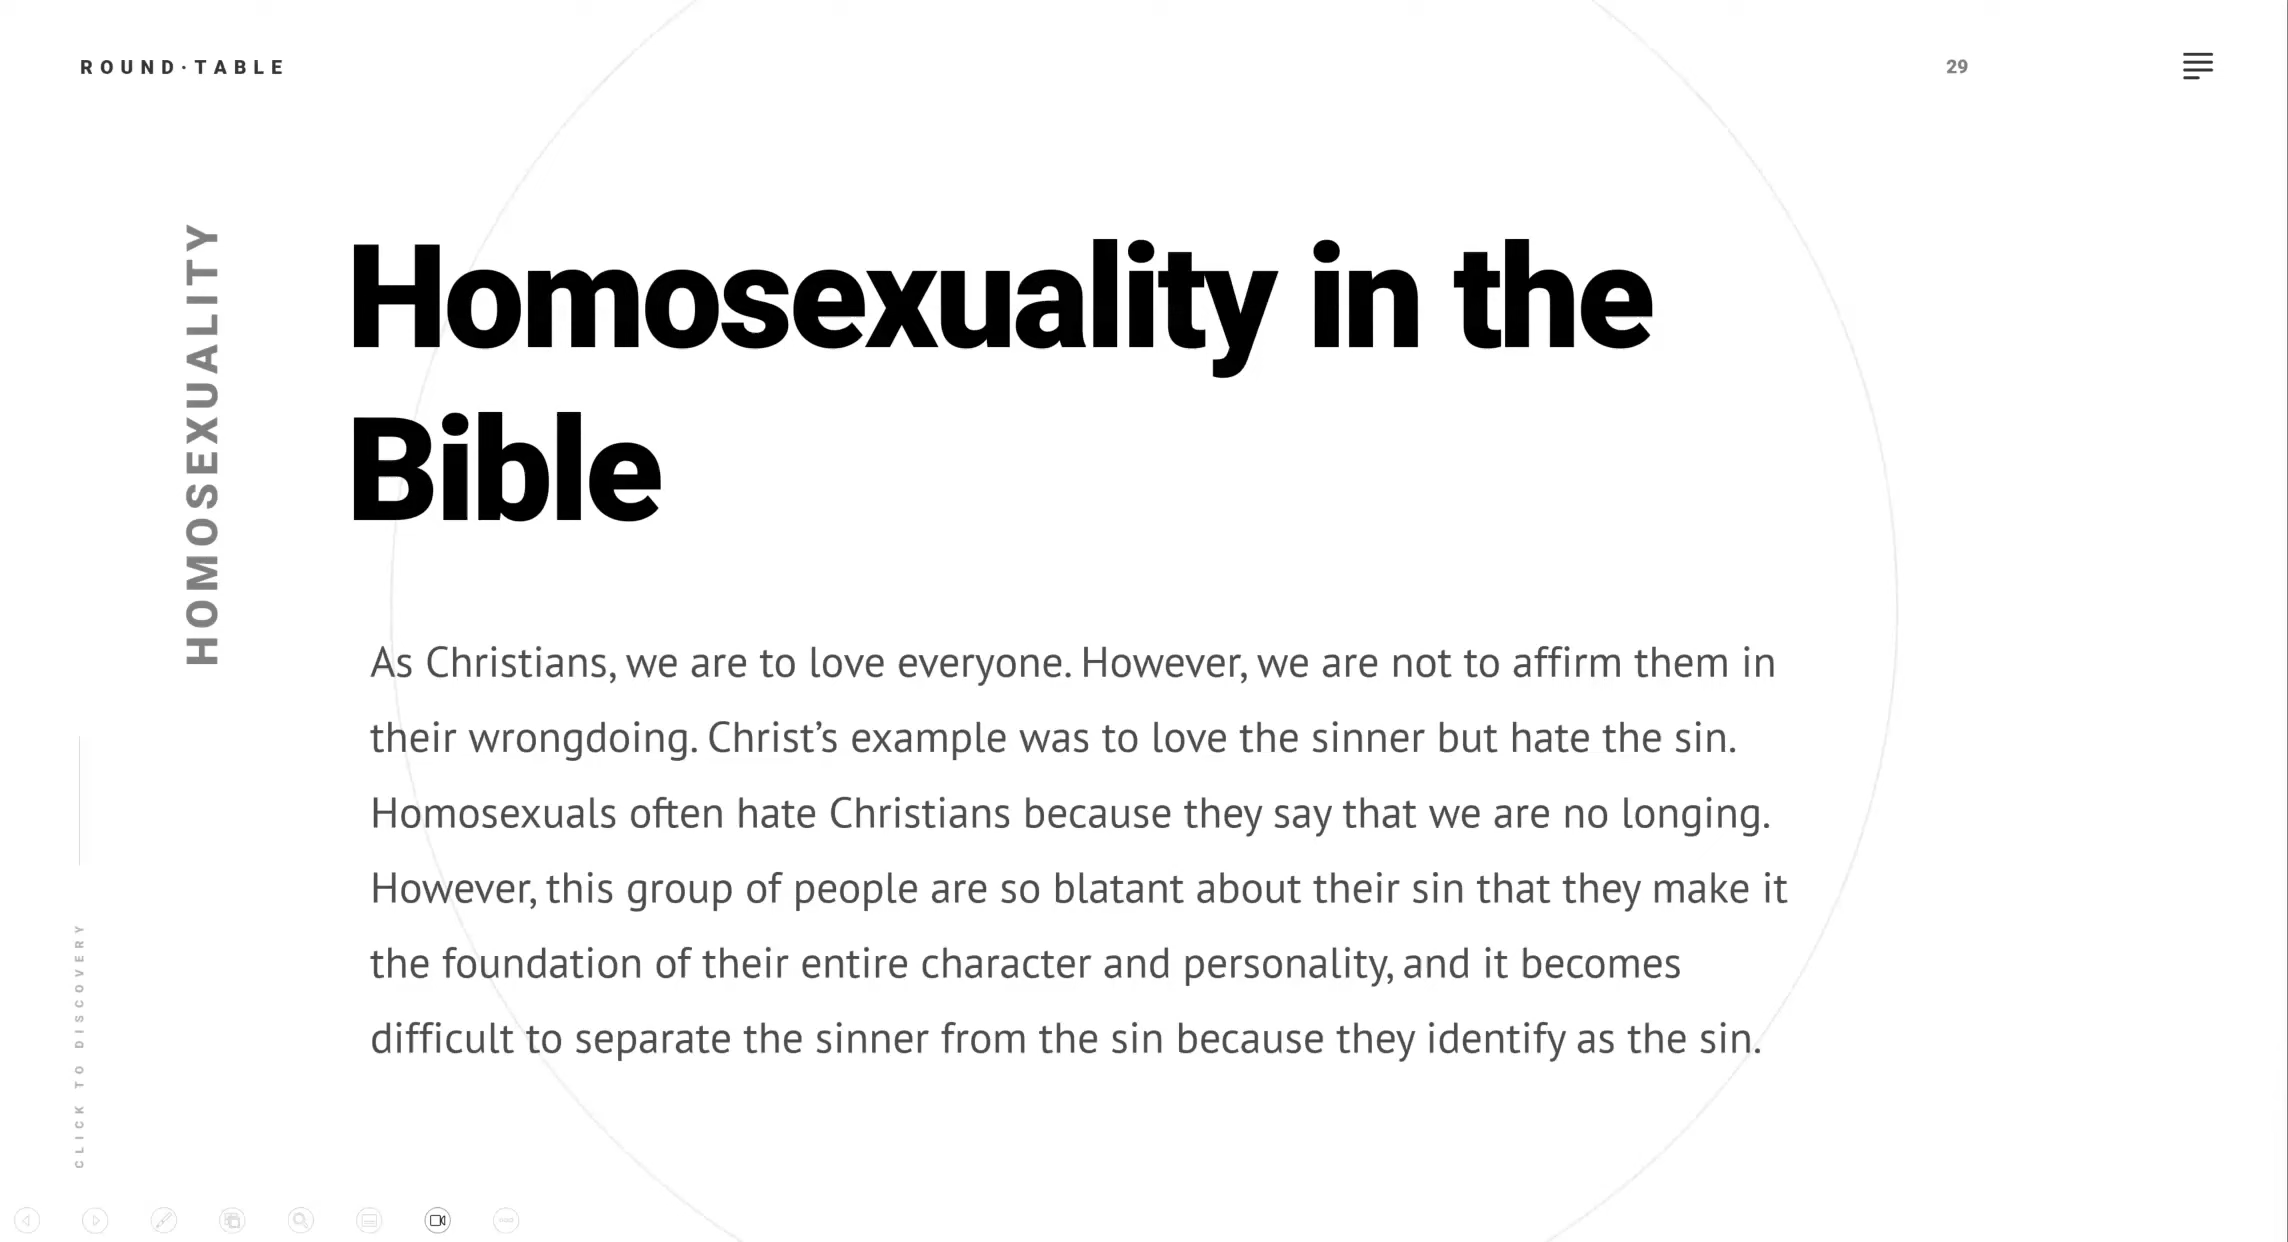 ROUND·TABLE
29
HOMOSEXUALITY
Homosexuality in the
Bible
As Christians, we are to love everyone. However, we are not to affirm them in
their wrongdoing. Christ’s example was to love the sinner but hate the sin.
Homosexuals often hate Christians because they say that we are no longing.
However, this group of people are so blatant about their sin that they make it
the foundation of their entire character and personality, and it becomes
difficult to separate the sinner from the sin because they identify as the sin.
CLICK TO DISCOVERY